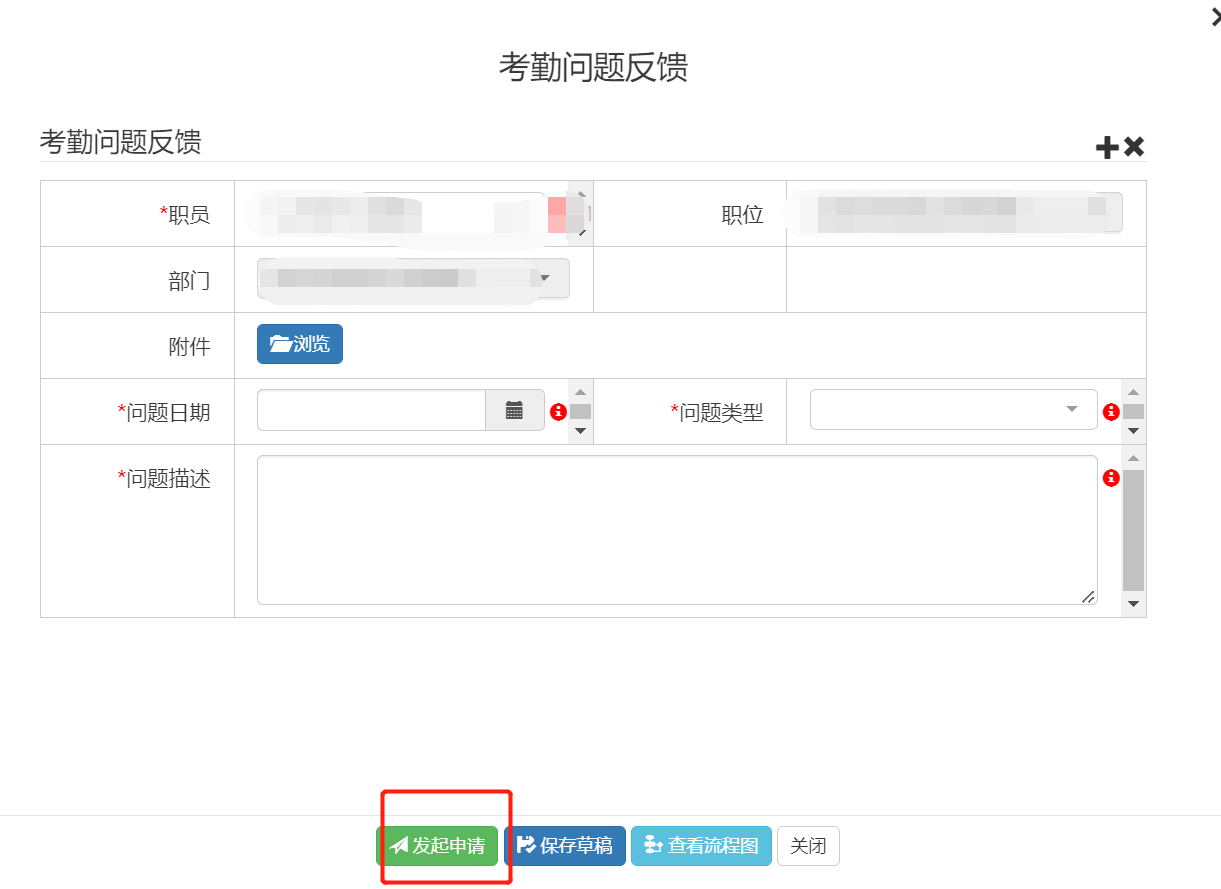 考勤问题反馈
考勤问题反馈
*职员
职位
部门
附件
浏览
*问题日期
*问题类型
*问题描述
发起申请
保存草稿
查看流程图
关闭